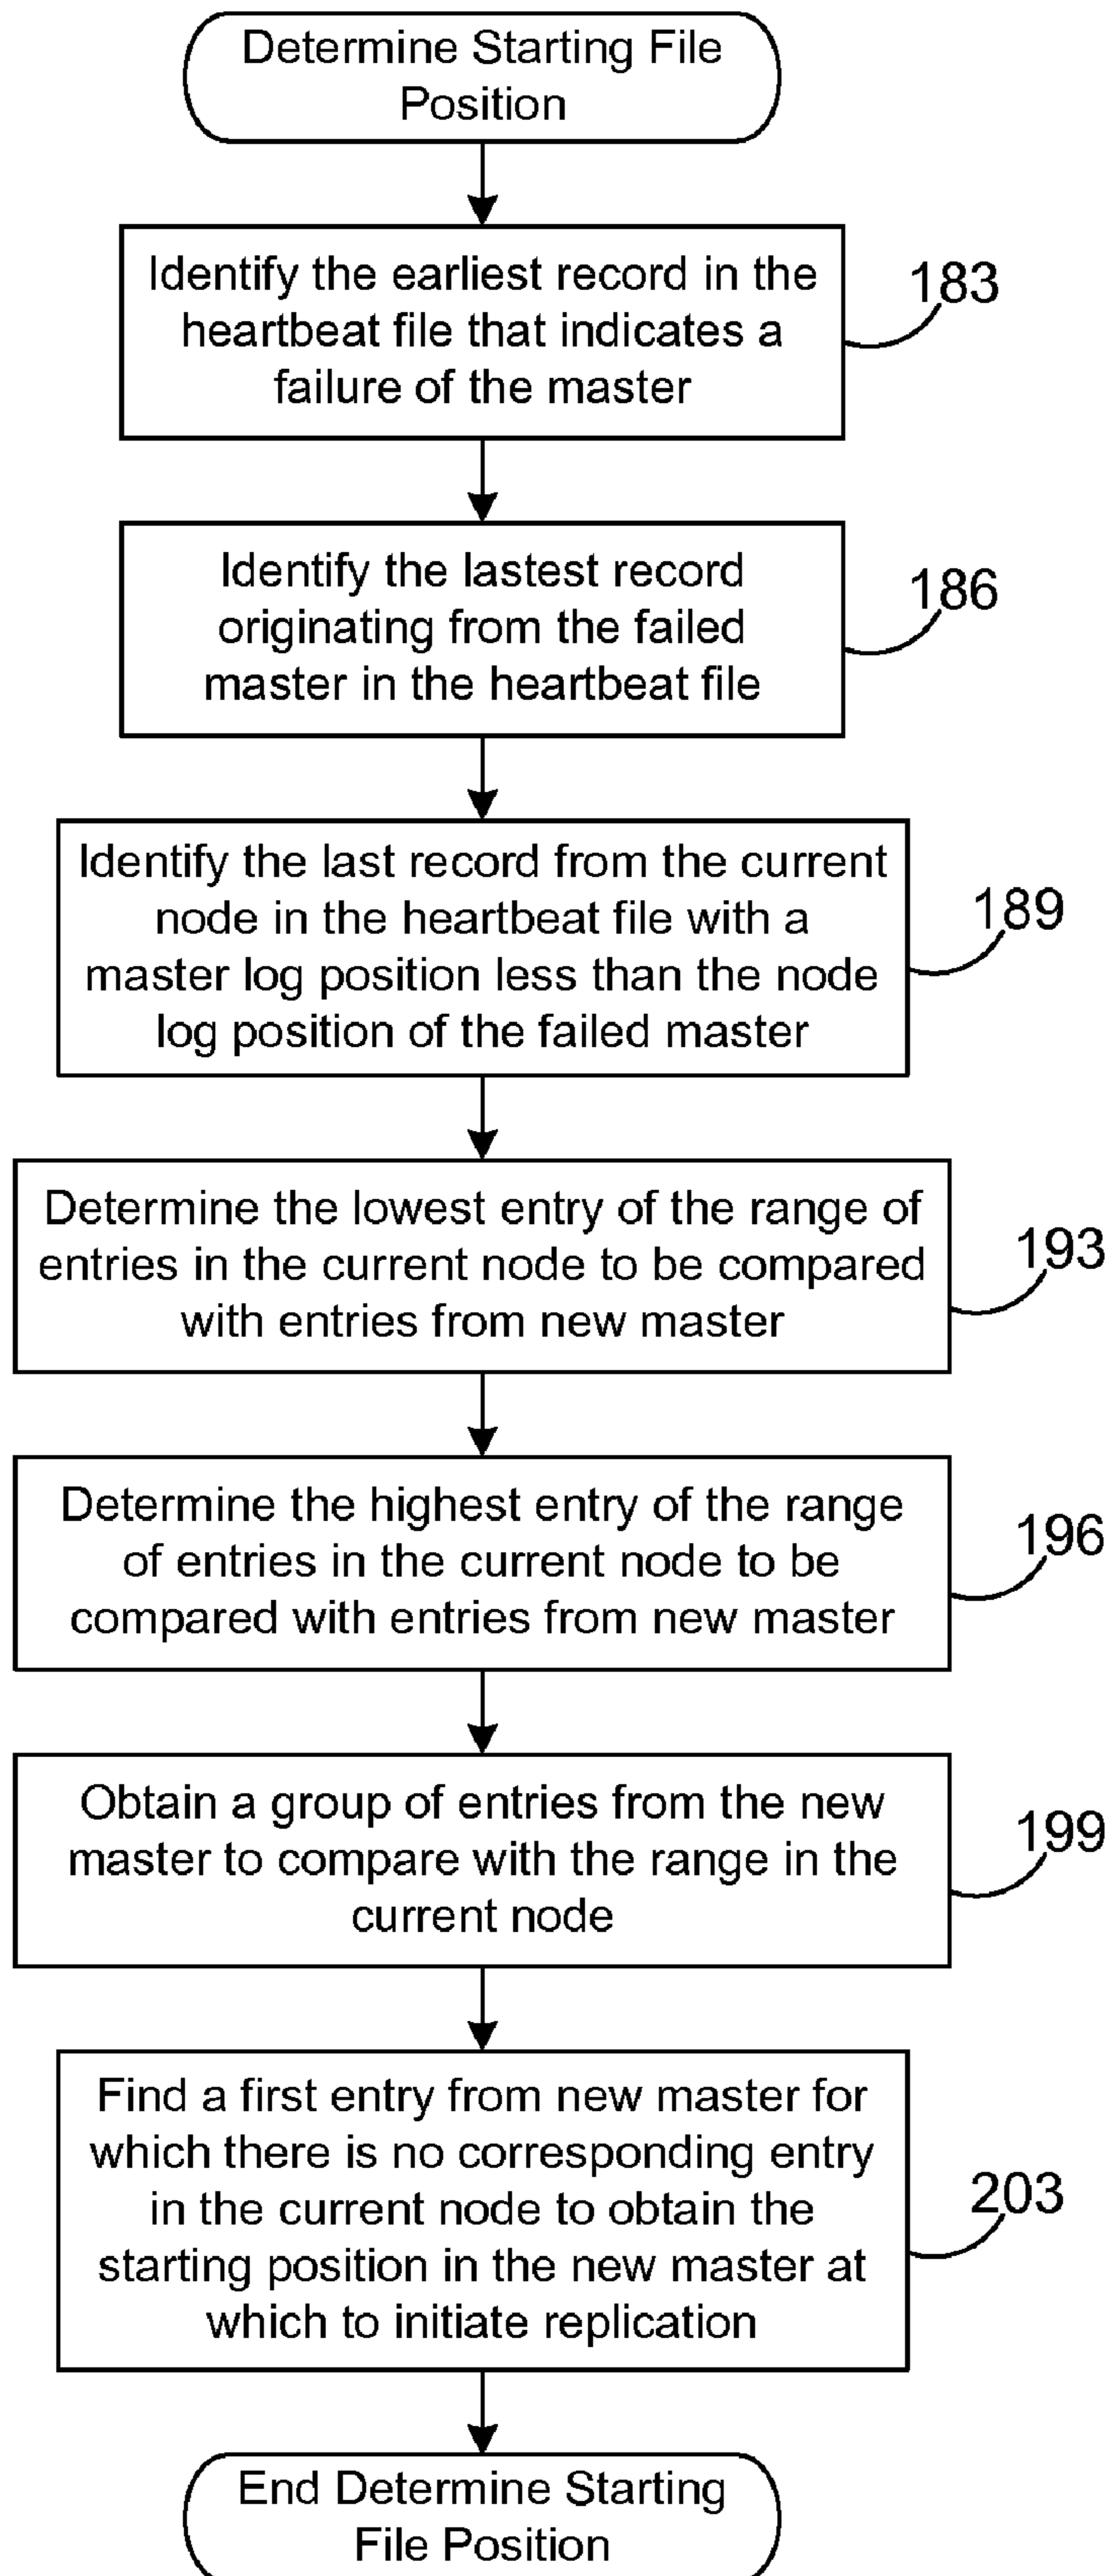 Determine Starting File
Position
Identify the earliest record in the
heartbeat file that indicates a
failure of the master
183
Identify the lastest record
originating from the failed
master in the heartbeat file
186
Identify the last record from the current
node in the heartbeat file with a
master log position less than the node
log position of the failed master
189
Determine the lowest entry of the range of
entries in the current node to be compared
with entries from new master
193
Determine the highest entry of the range
of entries in the current node to be
compared with entries from new master
196
Obtain a group of entries from the new
master to compare with the range in the
current node
199
Find a first entry from new master for
which there is no corresponding entry
in the current node to obtain the
starting position in the new master at
which to initiate replication
203
End Determine Starting
File Position